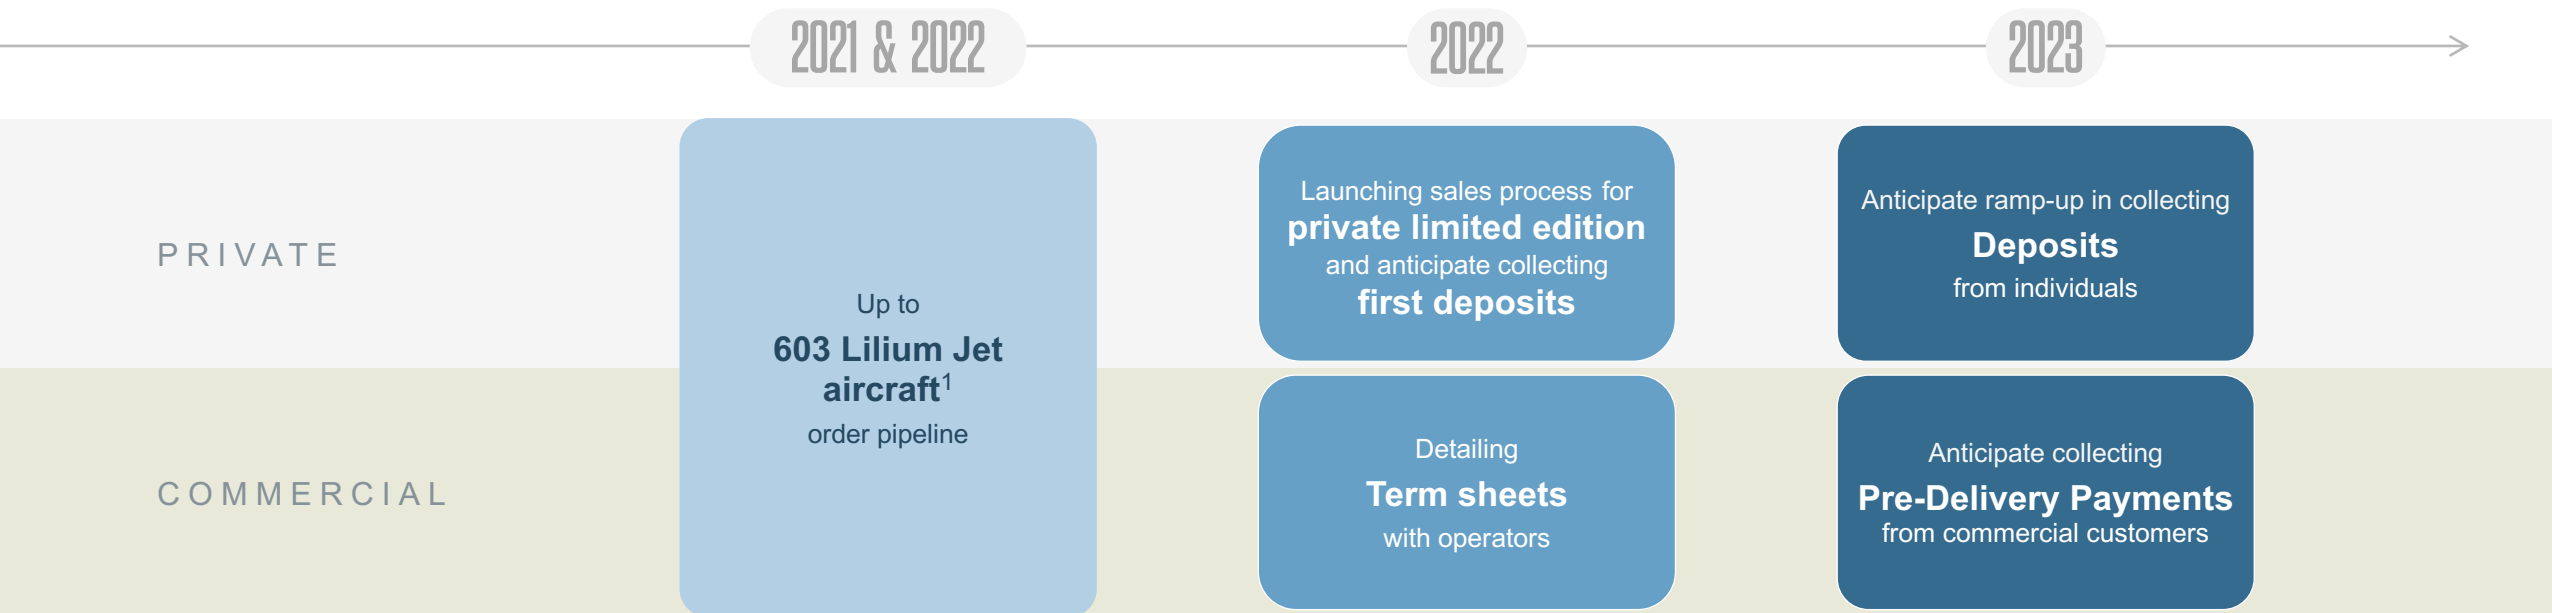 2021 & 2022
2022
2023
PRIVATE
COMMERCIAL
Up to
603 Lilium Jet
aircraft1
order pipeline
Launching sales process for
private limited edition
and anticipate collecting
first deposits
Detailing
Term sheets
with operators
Anticipate ramp-up in collecting
Deposits
from individuals
Anticipate collecting
Pre-Delivery Payments
from commercial customers